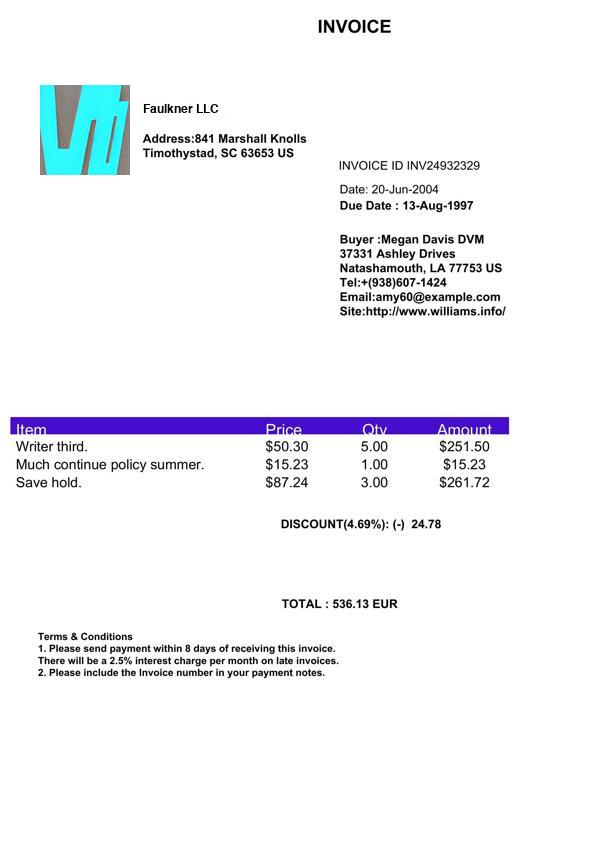 INVOICE
Faulkner LLC
Address:841 Marshall Knolls
Timothystad, SC 63653 US
INVOICE ID INV24932329
Date: 20-Jun-2004
Due Date : 13-Aug-1997
Buyer :Megan Davis DVM
37331 Ashley Drives
Natashamouth, LA 77753 US
Tel:+(938)607-1424
Email:amy60@example.com
Site:http://www.williams.info/
Item Price Qty Amount
Writer third. $50.30 5.00 $251.50
Much continue policy summer. $15.23 1.00 $15.23
Save hold. $87.24 3.00 $261.72
DISCOUNT(4.69%): (-) 24.78
TOTAL : 536.13 EUR
Terms & Conditions
1. Please send payment within 8 days of receiving this invoice.
There will be a 2.5% interest charge per month on late invoices.
2. Please include the Invoice number in your payment notes.